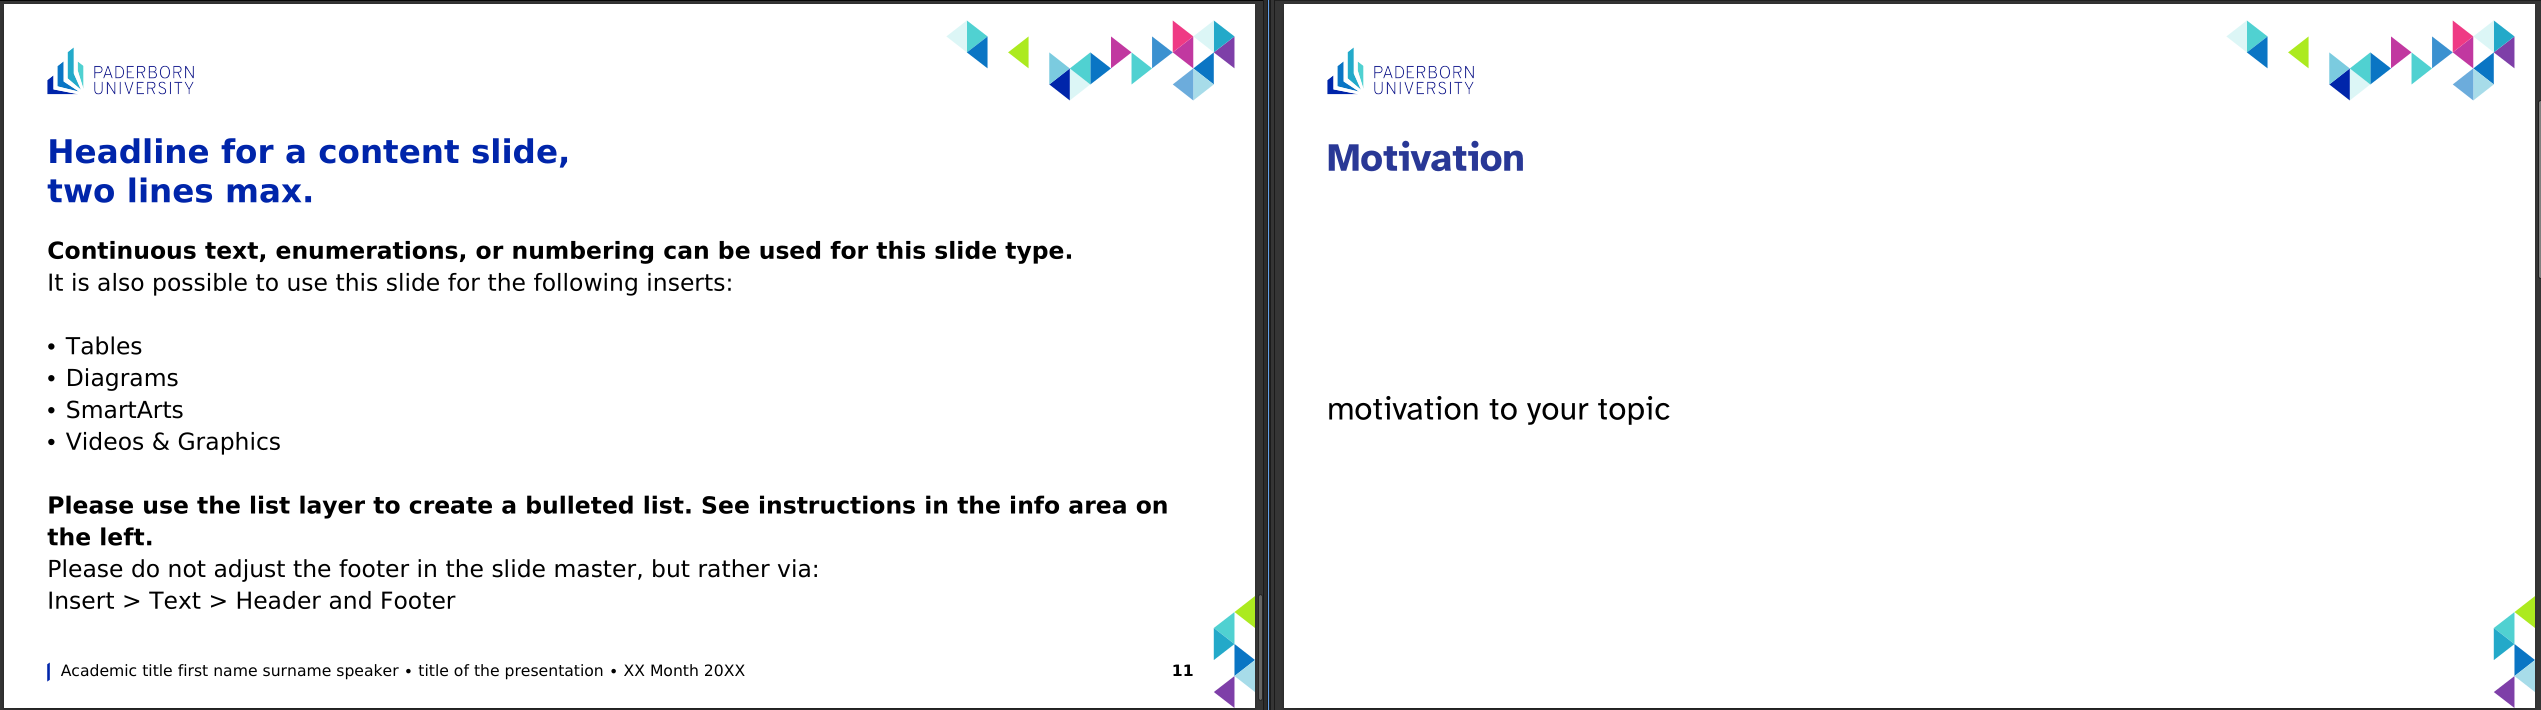 PADERBORN
UNIVERSITY
Headline for a content slide,
two lines max.
Continuous text, enumerations, or numbering can be used for this slide type.
It is also possible to use this slide for the following inserts:
• Tables
• Diagrams
• SmartArts
• Videos & Graphics
Please use the list layer to create a bulleted list. See instructions in the info area on
the left.
Please do not adjust the footer in the slide master, but rather via:
Insert > Text > Header and Footer
Academic title first name surname speaker • title of the presentation • XX Month 20XX
11
PADERBORN
UNIVERSITY
Motivation
motivation to your topic